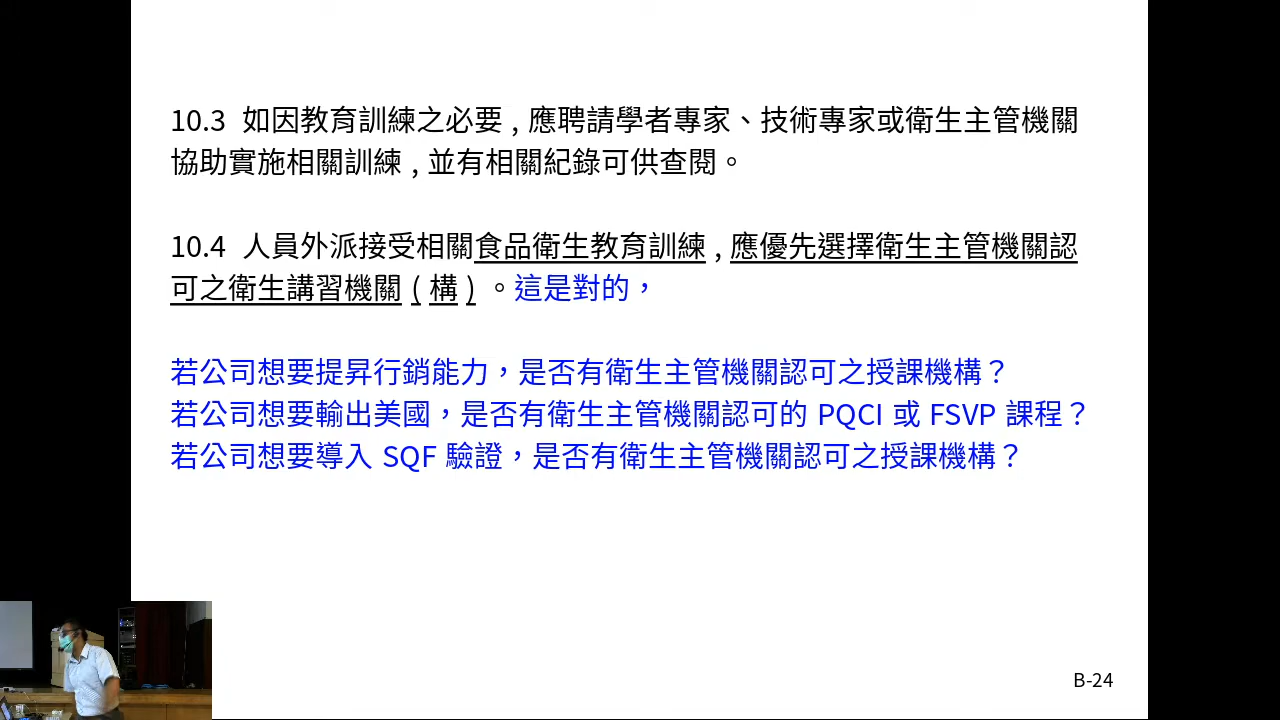 10.3 如因教育訓練之必要 , 應聘請學者專家、技術專家或衛生主管機關
協助實施相關訓練 , 並有相關紀錄可供查閱。
10.4 人員外派接受相關食品衛生教育訓練 , 應優先選擇衛生主管機關認
可之衛生講習機關 ( 構 ) 。這是對的，
若公司想要提昇行銷能力，是否有衛生主管機關認可之授課機構？
若公司想要輸出美國，是否有衛生主管機關認可的 PQCI 或 FSVP 課程？
若公司想要導入 SQF 驗證，是否有衛生主管機關認可之授課機構？
B-24